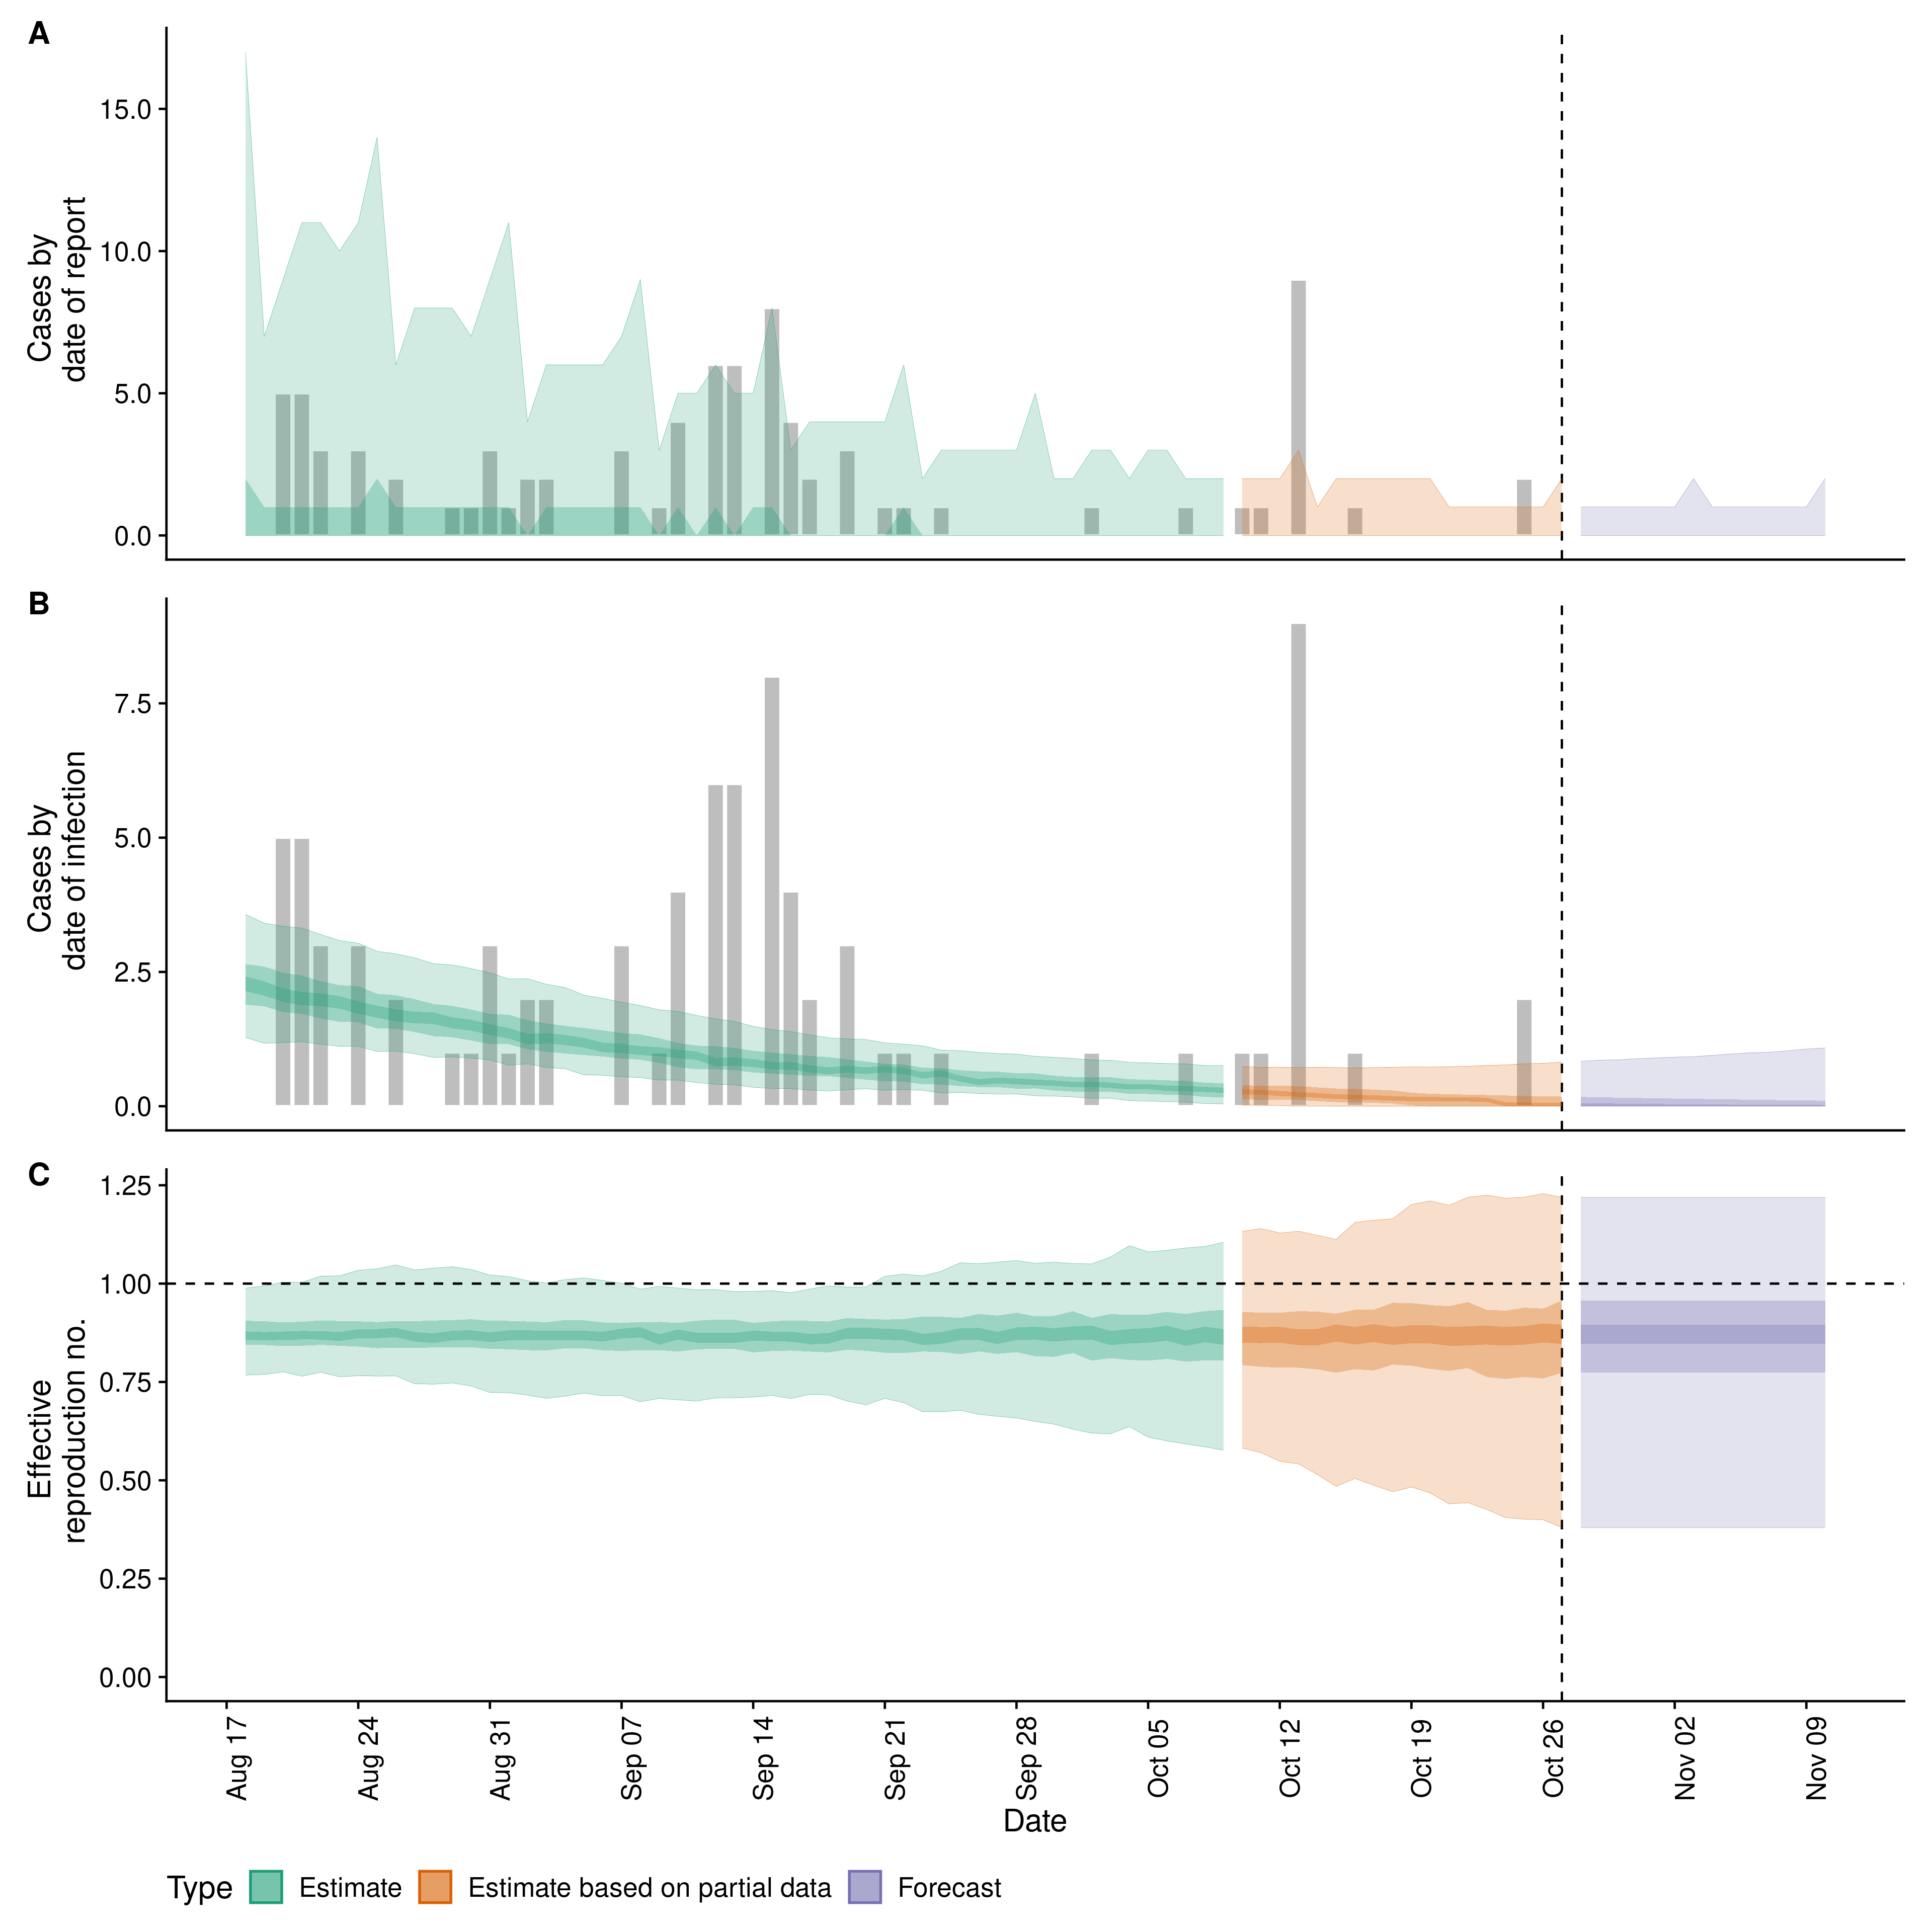 A
Cases by
date of report
15.0
10.0
5.0
0.0
B
Cases by
date of infection
7.5
5.0
2.5
0.0
C
Effective
reproduction no.
1.25
1.00
0.75
0.50
0.25
0.00
Aug 17
Aug 24
Aug 31
Sep 07
Sep 14
Sep 21
Sep 28
Oct 05
Oct 12
Oct 19
Oct 26
Nov 02
Nov 09
Date
Type Estimate Estimate based on partial data Forecast